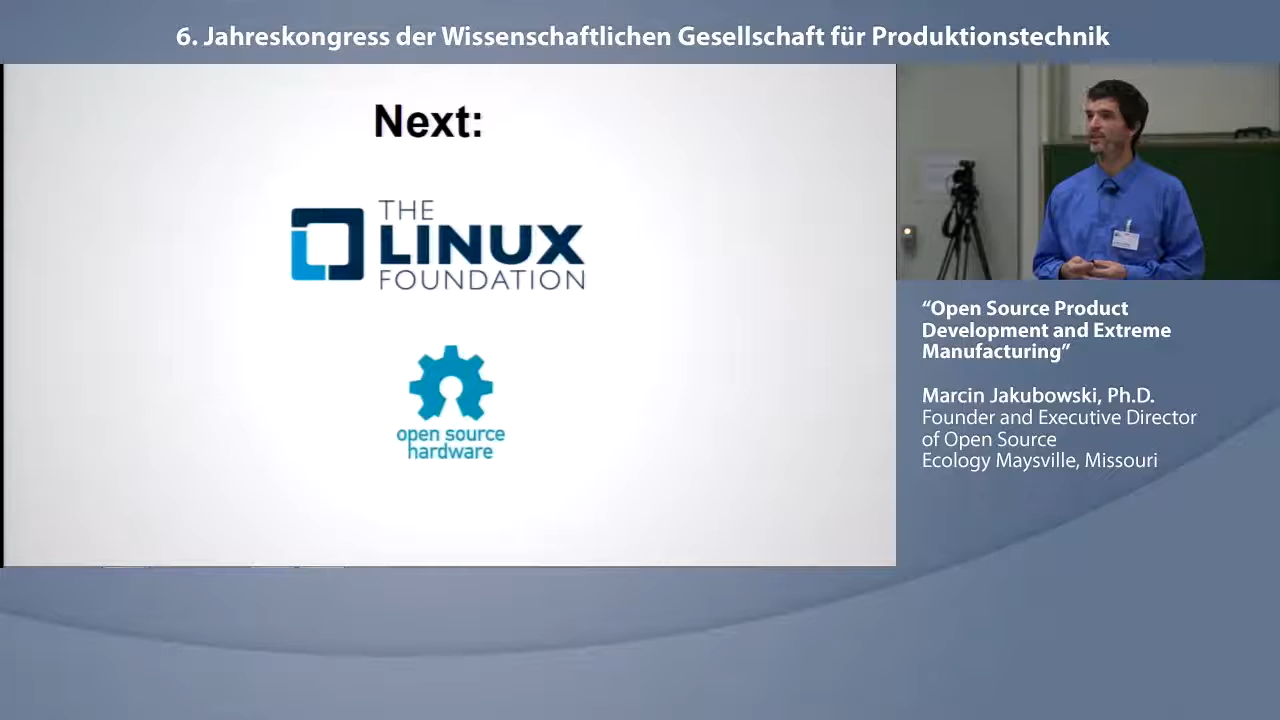 6. Jahreskongress der Wissenschaftlichen Gesellschaft für Produktionstechnik
Next:
THE
LINUX
FOUNDATION
open source
hardware
“Open Source Product
Development and Extreme
Manufacturing”
Marcin Jakubowski, Ph.D.
Founder and Executive Director
of Open Source
Ecology Maysville, Missouri